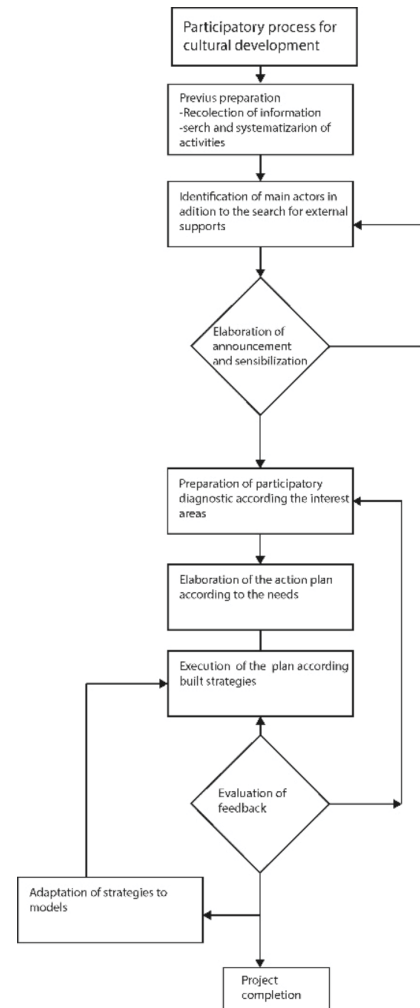 Participatory process for
cultural development
Previus preparation
-Recolection of information
-serch and systematizarion of
activities
Identification of main actors in
adition to the search for external
supports
Elaboration of
announcement
and sensibilization
Preparation of participatory
diagnostic according the interest
areas
Elaboration of the action plan
according to the needs
Execution of the plan according
built strategies
Evaluation of
feedback
Adaptation of strategies to
models
Project
completion